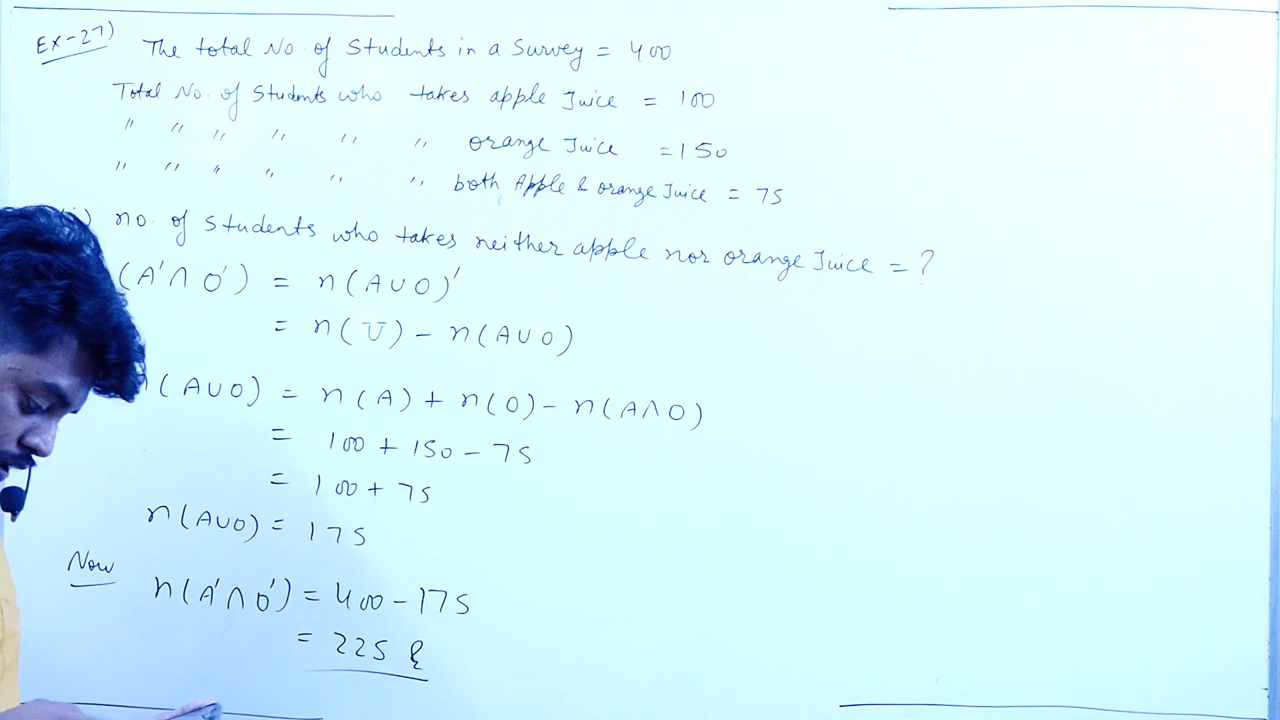 Ex-27) The total No. of Students in a Survey = 400
Total No. of Students who takes apple Juice = 100
" " " " " " orange Juice = 150
" " " " " " both Apple & orange Juice = 75
) no. of Students who takes neither apple nor orange Juice = ?
(A'∩O') = n(A∪O)'
= n(U) - n(A∪O)
(A∪O) = n(A) + n(O) - n(A∩O)
= 100 + 150 - 75
= 100 + 75
n(A∪O) = 175
Now
n(A'∩O') = 400 - 175
= 225